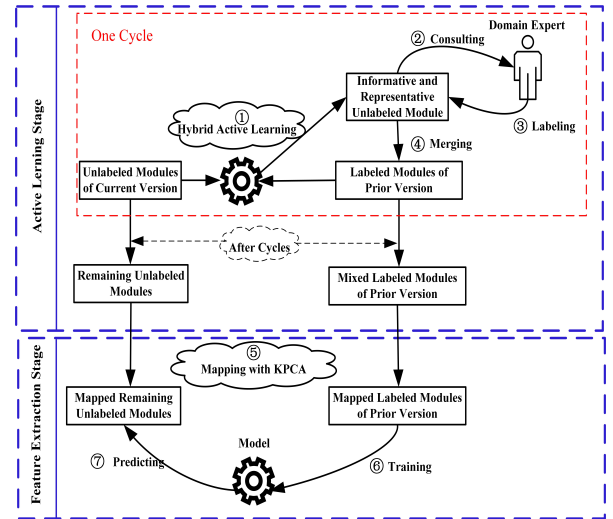 Active Lerning Stage
One Cycle
② Consulting
Domain Expert
①
Hybrid Active Learning
Informative and
Representative
Unlabeled Module
③ Labeling
④ Merging
Unlabeled Modules
of Current Version
Labeled Modules of
Prior Version
After Cycles
Remaining Unlabeled
Modules
Mixed Labeled Modules
of Prior Version
Feature Extraction Stage
⑤
Mapping with KPCA
Mapped Remaining
Unlabeled Modules
Mapped Labeled Modules
of Prior Version
Model
⑦ Predicting
⑥ Training